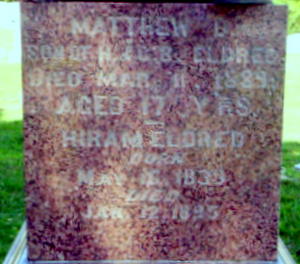 MATTHEW B.
SON OF H. & B. ELDRED
DIED MAR. 11, 1889
AGED 17 YRS.
HIRAM ELDRED
BORN
MAY 12, 1839
DIED
JAN. 12, 1895